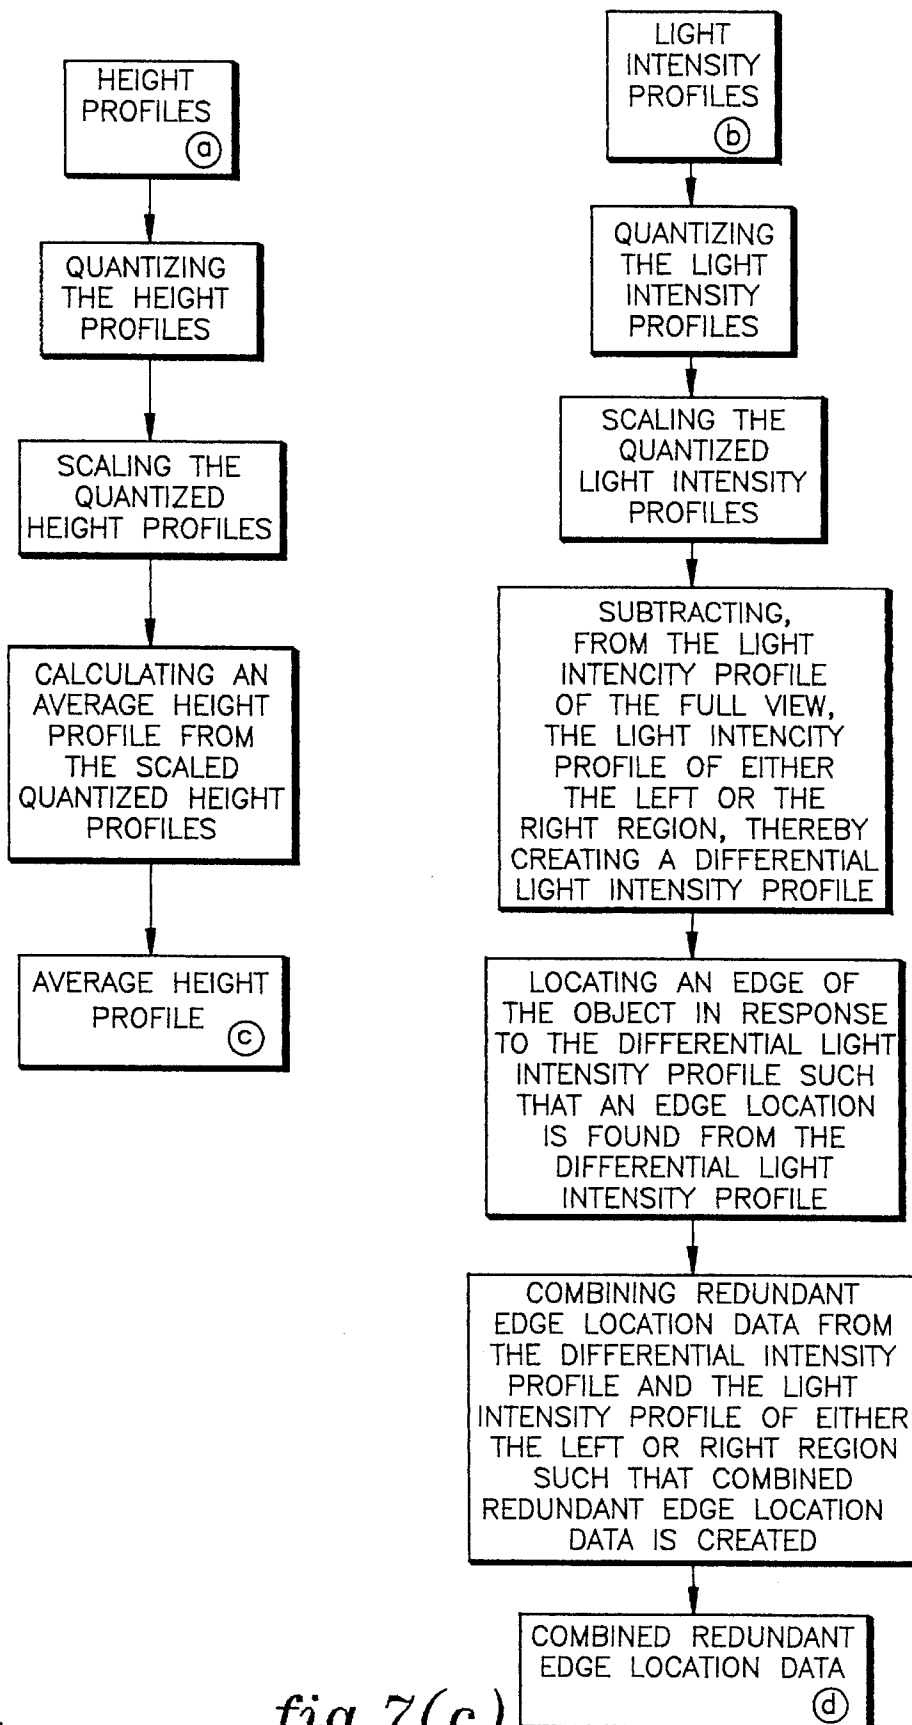 HEIGHT
PROFILES
a
QUANTIZING
THE HEIGHT
PROFILES
SCALING THE
QUANTIZED
HEIGHT PROFILES
CALCULATING AN
AVERAGE HEIGHT
PROFILE FROM
THE SCALED
QUANTIZED HEIGHT
PROFILES
AVERAGE HEIGHT
PROFILE
c
LIGHT
INTENSITY
PROFILES
b
QUANTIZING
THE LIGHT
INTENSITY
PROFILES
SCALING THE
QUANTIZED
LIGHT INTENSITY
PROFILES
SUBTRACTING,
FROM THE LIGHT
INTENCITY PROFILE
OF THE FULL VIEW,
THE LIGHT INTENCITY
PROFILE OF EITHER
THE LEFT OR THE
RIGHT REGION, THEREBY
CREATING A DIFFERENTIAL
LIGHT INTENSITY PROFILE
LOCATING AN EDGE OF
THE OBJECT IN RESPONSE
TO THE DIFFERENTIAL LIGHT
INTENSITY PROFILE SUCH
THAT AN EDGE LOCATION
IS FOUND FROM THE
DIFFERENTIAL LIGHT
INTENSITY PROFILE
COMBINING REDUNDANT
EDGE LOCATION DATA FROM
THE DIFFERENTIAL INTENSITY
PROFILE AND THE LIGHT
INTENSITY PROFILE OF EITHER
THE LEFT OR RIGHT REGION
SUCH THAT COMBINED
REDUNDANT EDGE LOCATION
DATA IS CREATED
COMBINED REDUNDANT
EDGE LOCATION DATA
d
fig. 7(c)